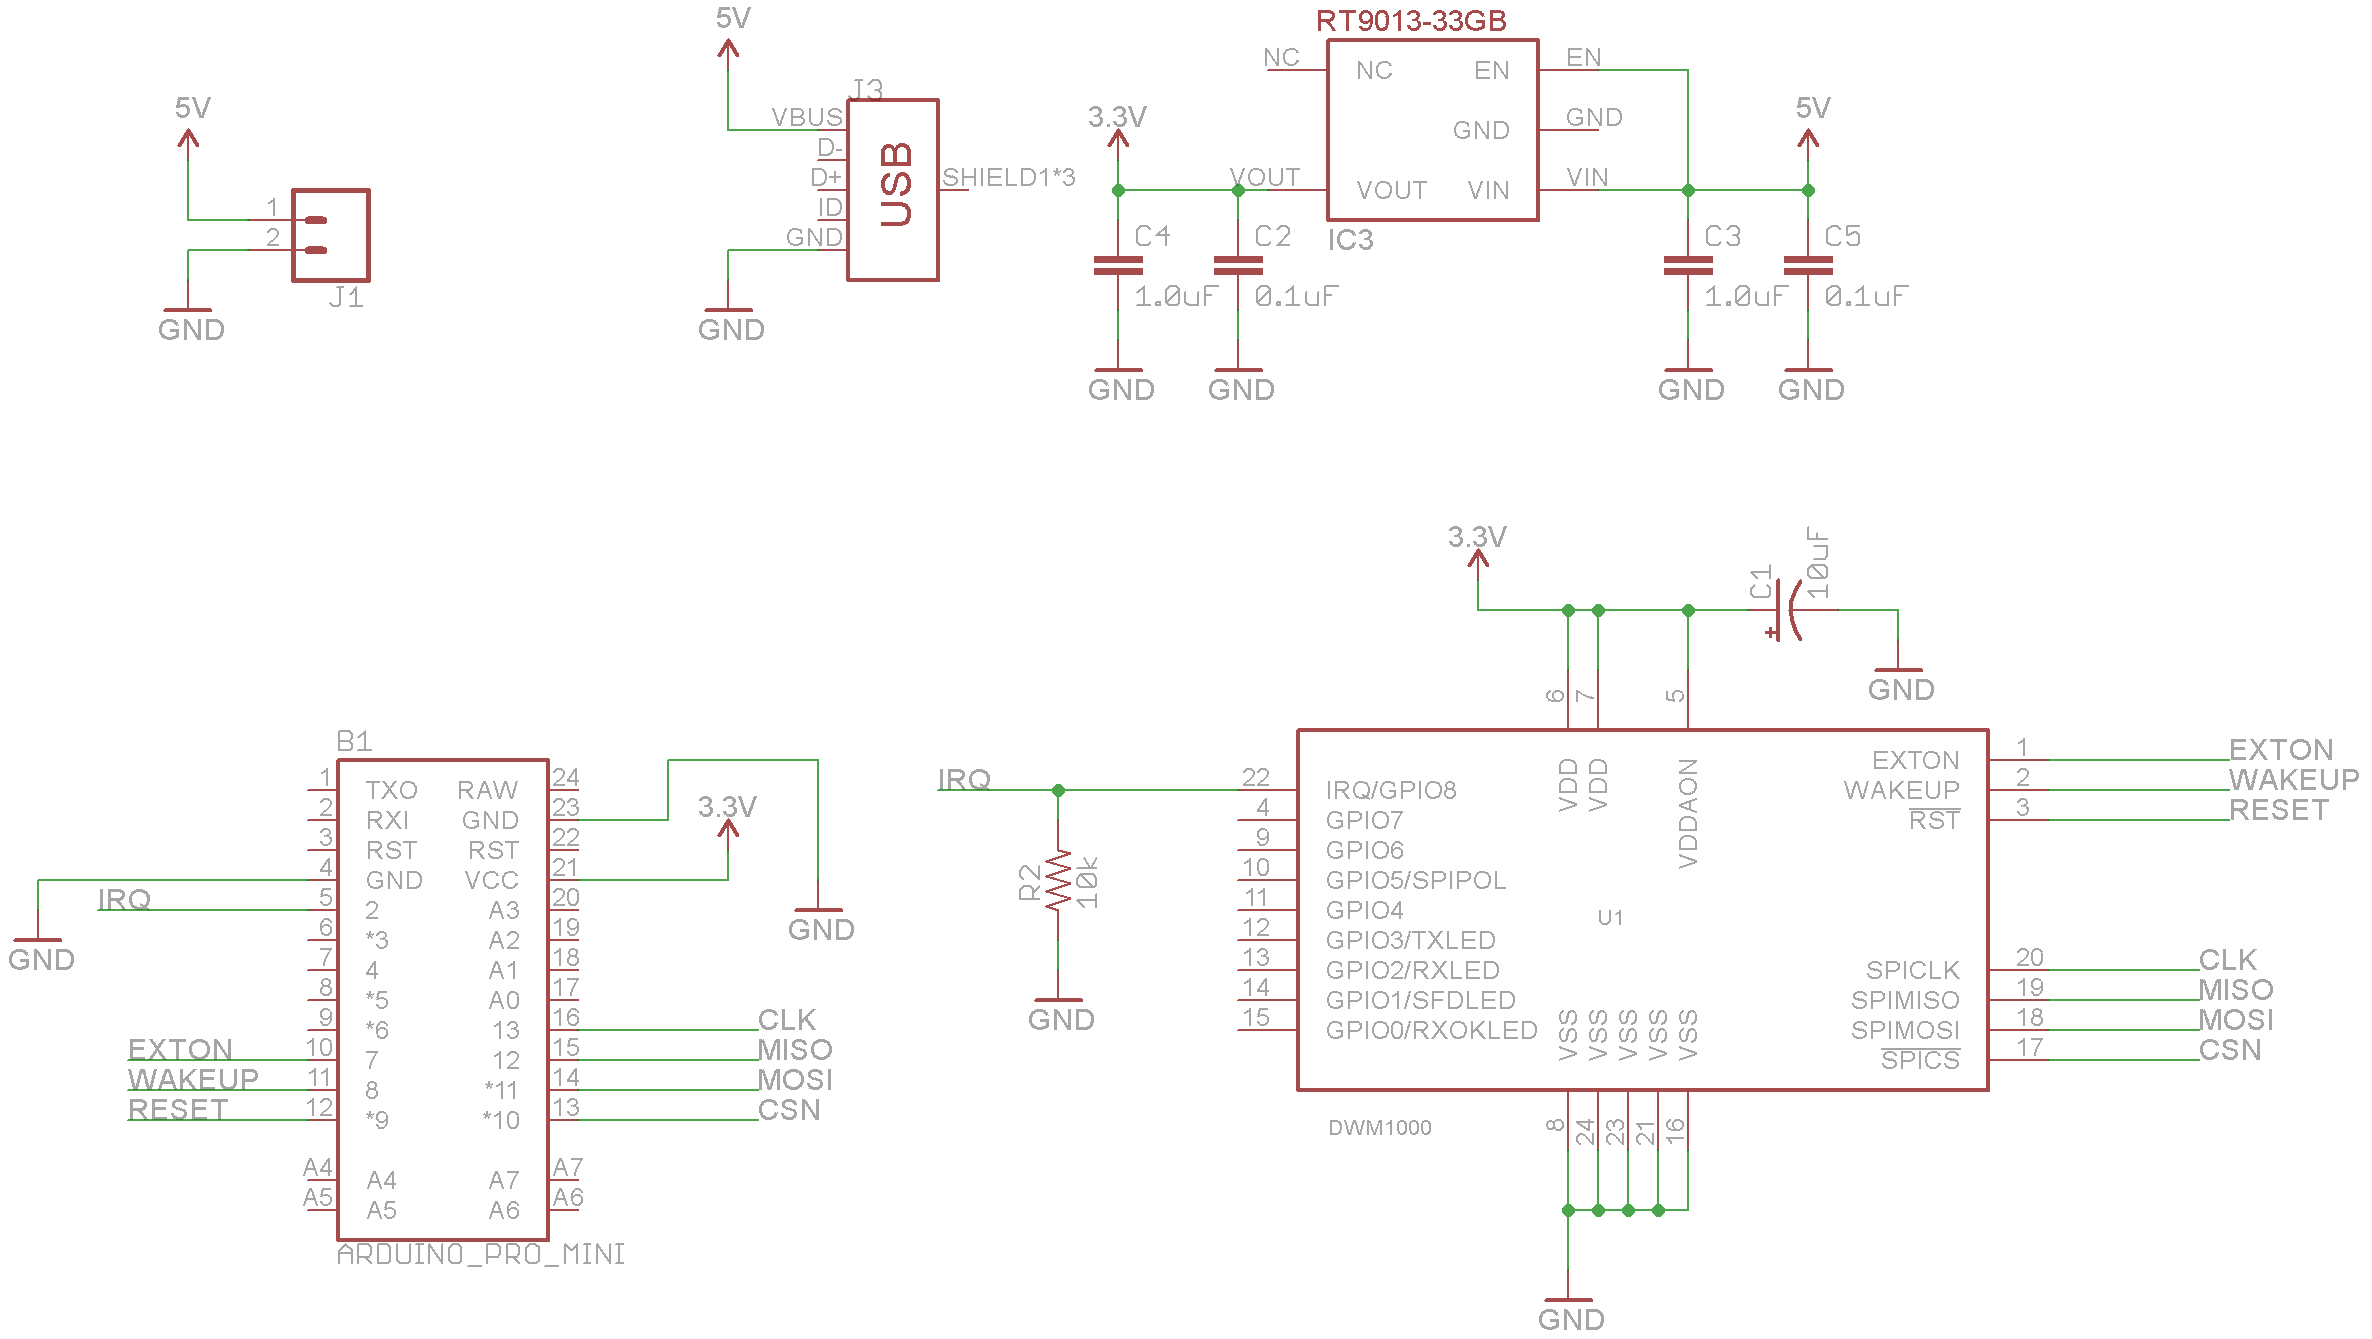 5V
1
2
J1
GND
5V
J3
VBUS
D-
D+
ID
GND
USB
SHIELD1*3
GND
RT9013-33GB
NC
NC
EN
EN
GND
GND
3.3V
VOUT
VOUT
VIN
VIN
5V
IC3
C4
1.0uF
C2
0.1uF
C3
1.0uF
C5
0.1uF
GND
GND
GND
GND
B1
1 TXO RAW 24
2 RXI GND 23
3 RST RST 22
4 GND VCC 21
5 2 A3 20
6 *3 A2 19
7 4 A1 18
8 *5 A0 17
9 *6 13 16
10 7 12 15
11 8 *11 14
12 *9 *10 13
A4 A4 A7 A7
A5 A5 A6 A6
ARDUINO_PRO_MINI
IRQ
GND
EXTON
WAKEUP
RESET
3.3V
GND
CLK
MISO
MOSI
CSN
IRQ
R2
10k
GND
3.3V
C1
10uF
GND
6
7
5
VDD
VDD
VDDAON
22 IRQ/GPIO8
4 GPIO7
9 GPIO6
10 GPIO5/SPIPOL
11 GPIO4
12 GPIO3/TXLED
13 GPIO2/RXLED
14 GPIO1/SFDLED
15 GPIO0/RXOKLED
U1
EXTON 1 EXTON
WAKEUP 2 WAKEUP
RST 3 RESET
SPICLK 20 CLK
SPIMISO 19 MISO
SPIMOSI 18 MOSI
SPICS 17 CSN
VSS
VSS
VSS
VSS
VSS
8
24
23
21
16
DWM1000
GND